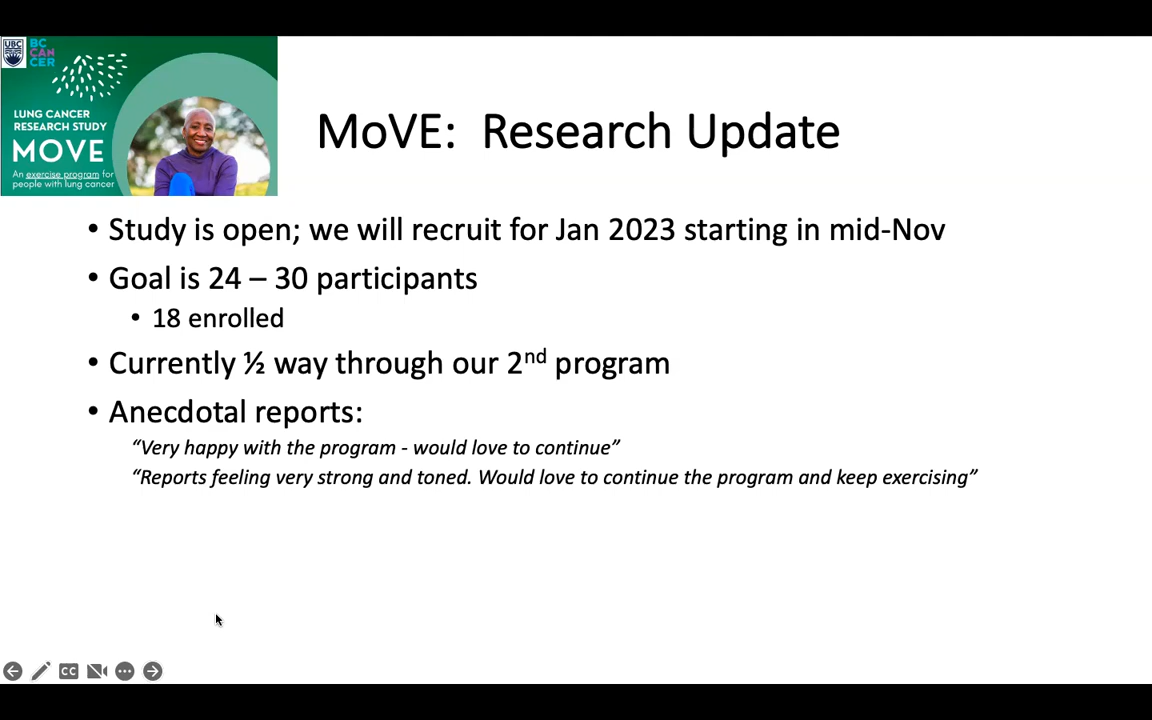 UBC
BC
CAN
CER
LUNG CANCER
RESEARCH STUDY
MOVE
An exercise program for
people with lung cancer
MoVE: Research Update
• Study is open; we will recruit for Jan 2023 starting in mid-Nov
• Goal is 24 – 30 participants
• 18 enrolled
• Currently ½ way through our 2nd program
• Anecdotal reports:
“Very happy with the program - would love to continue”
“Reports feeling very strong and toned. Would love to continue the program and keep exercising”
CC